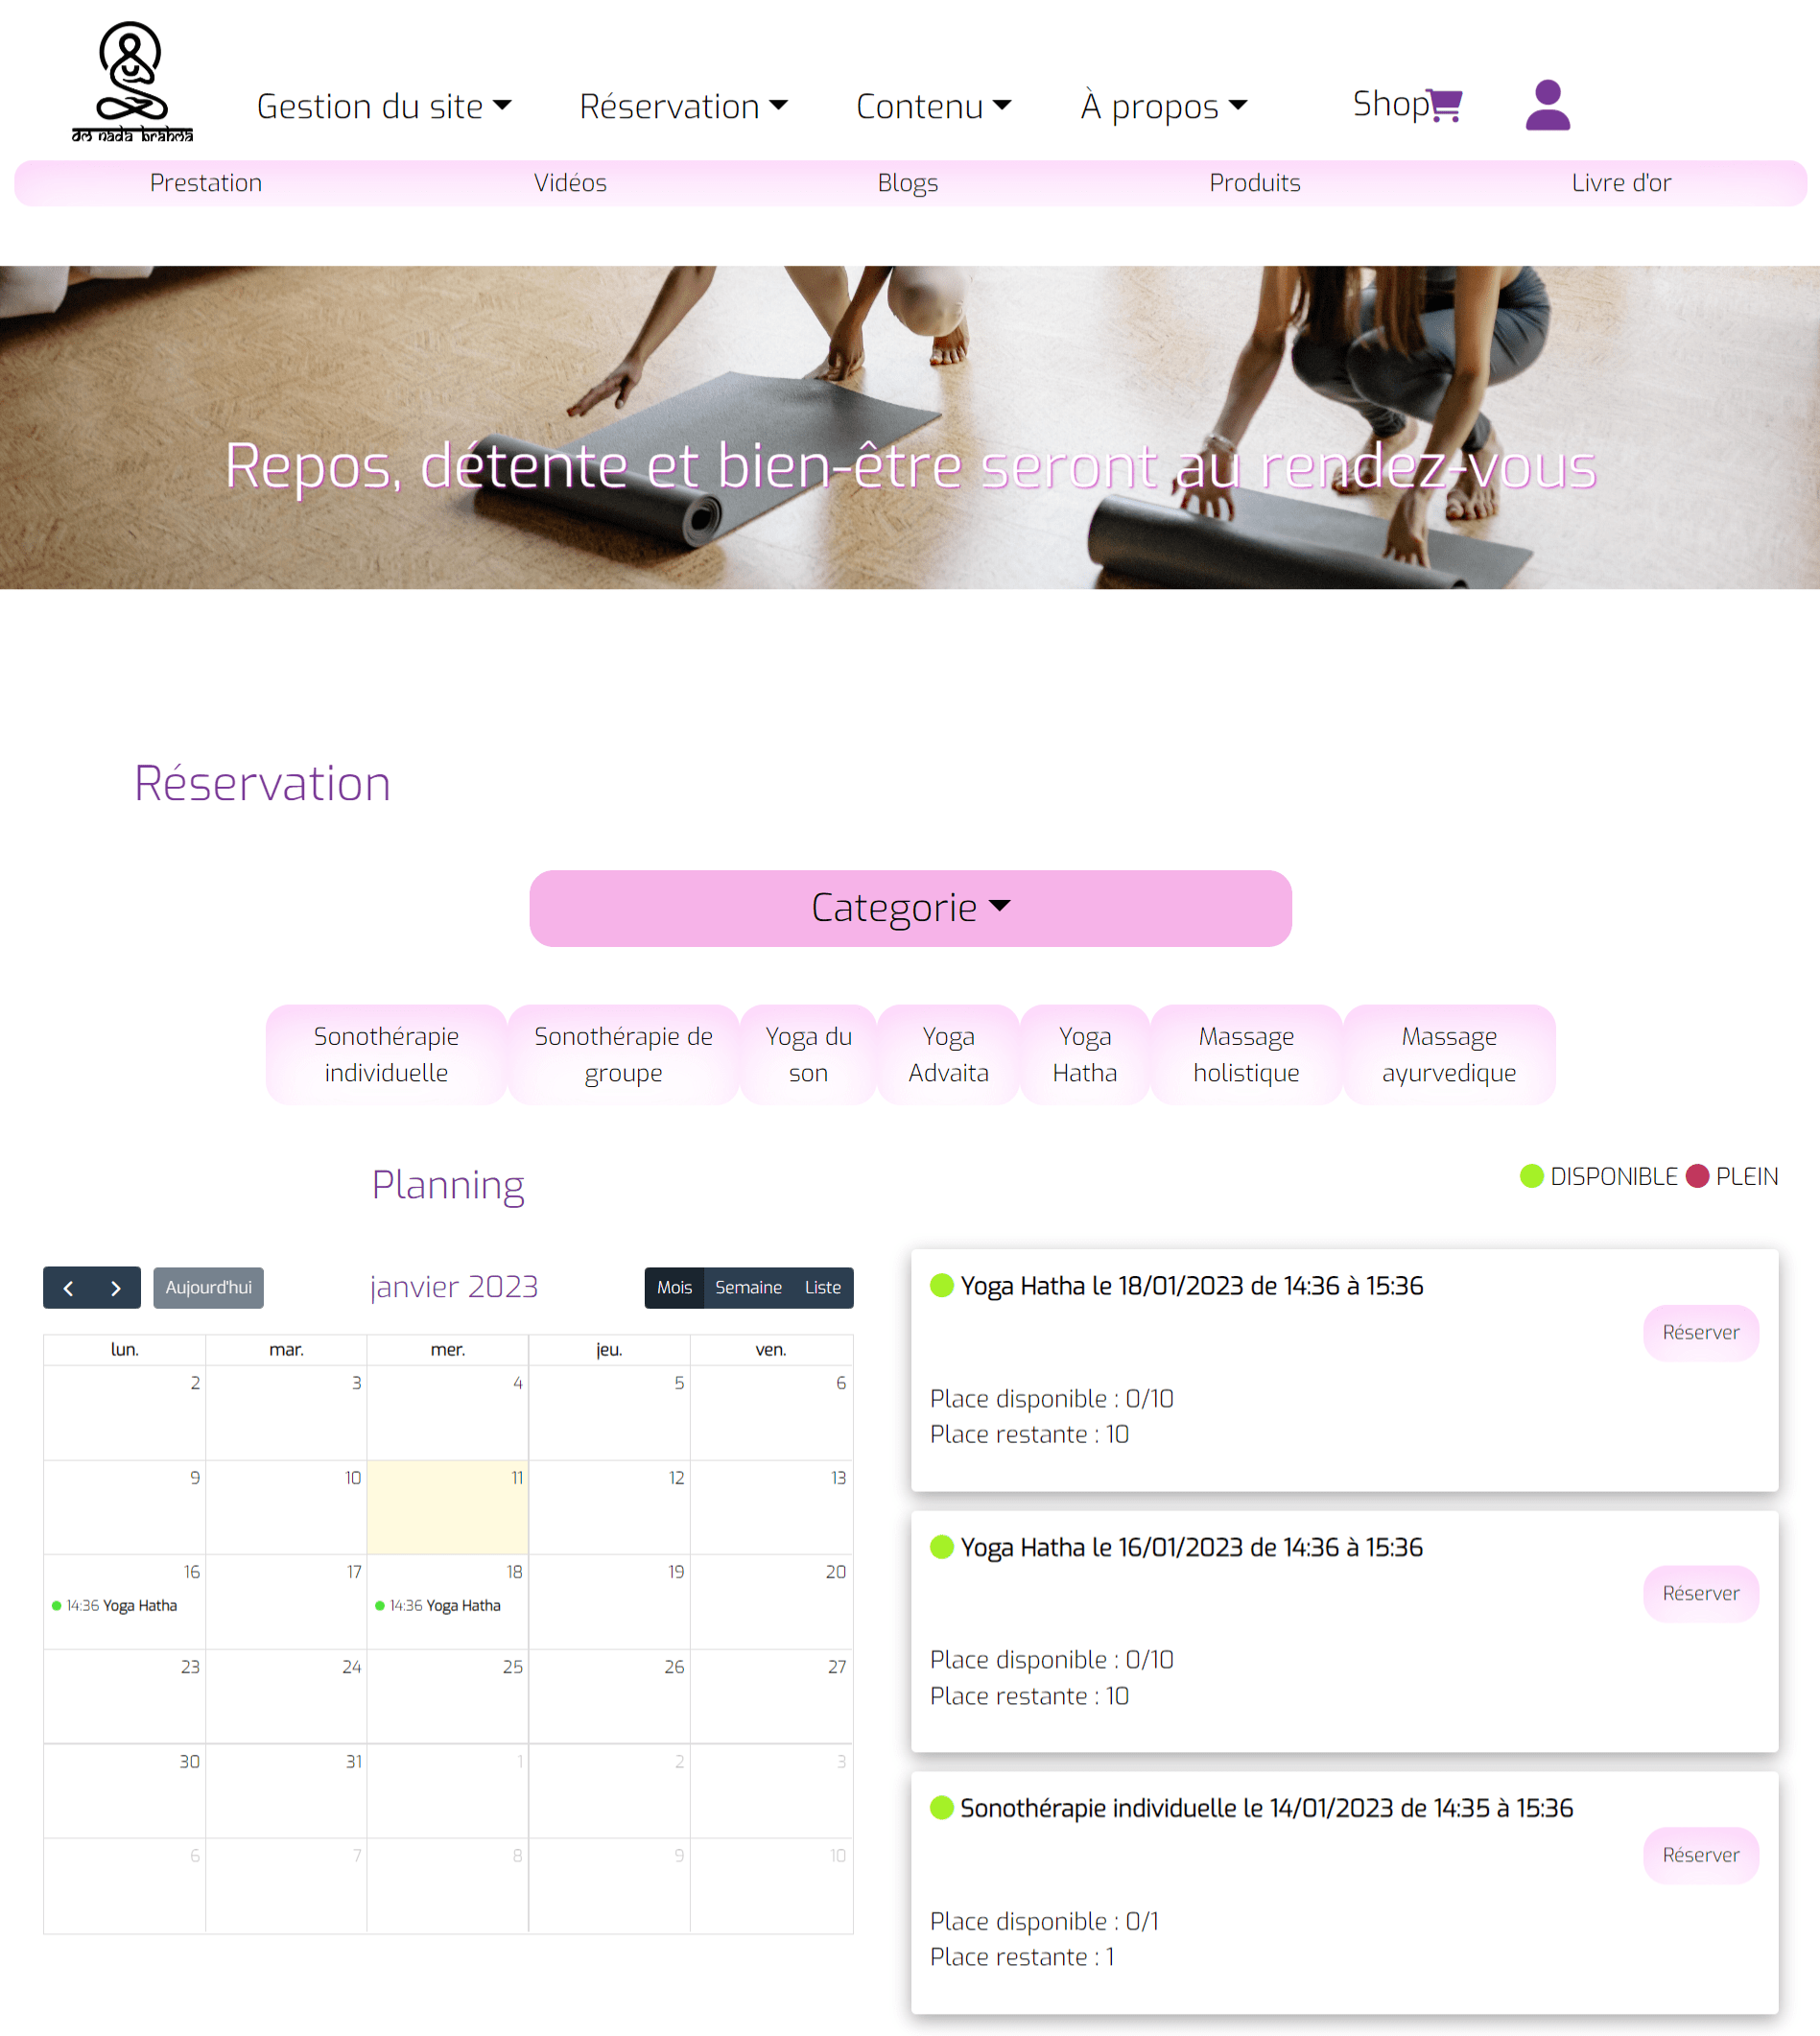 om nada brahma
Gestion du site
Réservation
Contenu
À propos
Shop
Prestation
Vidéos
Blogs
Produits
Livre d'or
Repos, détente et bien-être seront au rendez-vous
Réservation
Categorie
Sonothérapie
individuelle
Sonothérapie de
groupe
Yoga du
son
Yoga
Advaita
Yoga
Hatha
Massage
holistique
Massage
ayurvedique
Planning
DISPONIBLE PLEIN
Aujourd'hui
janvier 2023
Mois Semaine Liste
lun. mar. mer. jeu. ven.
2 3 4 5 6
9 10 11 12 13
16 17 18 19 20
14:36 Yoga Hatha 14:36 Yoga Hatha
23 24 25 26 27
30 31 1 2 3
6 7 8 9 10
Yoga Hatha le 18/01/2023 de 14:36 à 15:36
Réserver
Place disponible : 0/10
Place restante : 10
Yoga Hatha le 16/01/2023 de 14:36 à 15:36
Réserver
Place disponible : 0/10
Place restante : 10
Sonothérapie individuelle le 14/01/2023 de 14:35 à 15:36
Réserver
Place disponible : 0/1
Place restante : 1